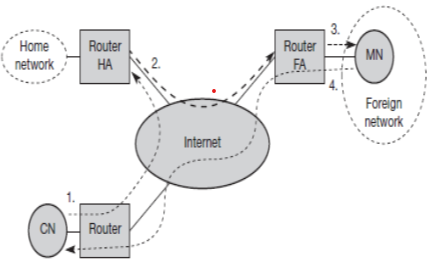 Home
network
Router
HA
2.
Router
FA
3.
MN
4.
Foreign
network
Internet
1.
CN
Router